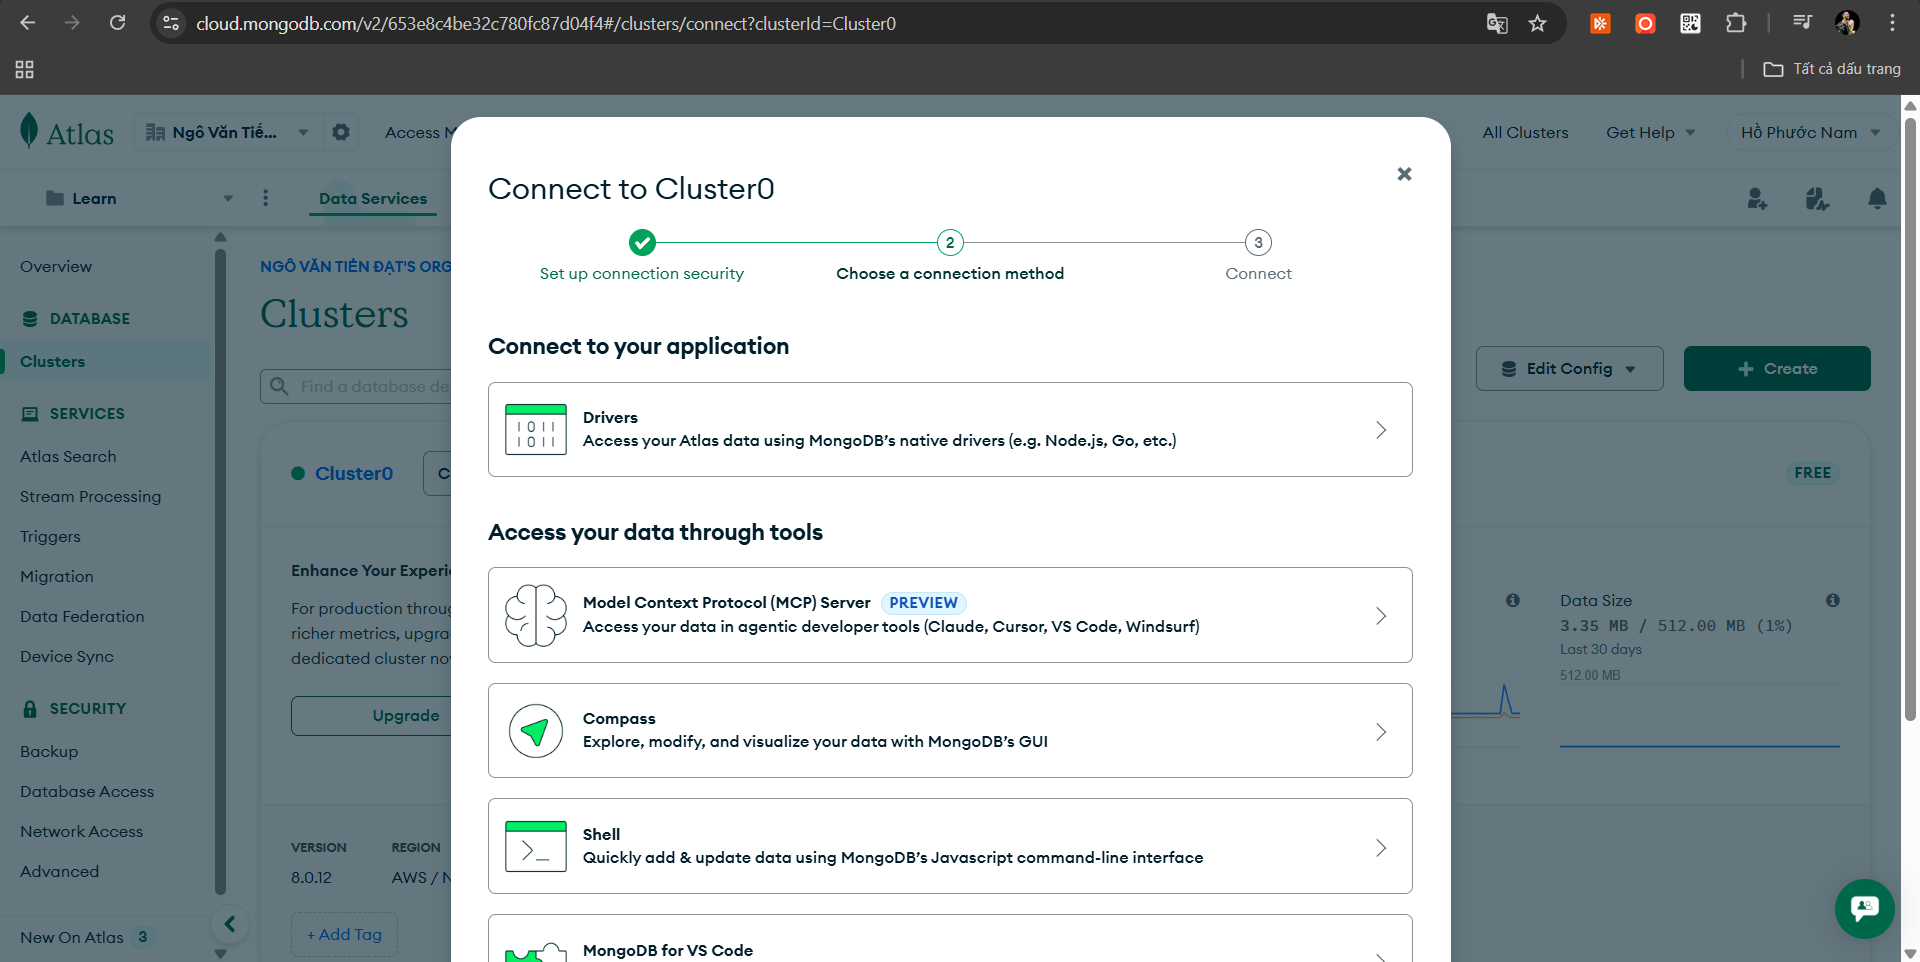 cloud.mongodb.com/v2/653e8c4be32c780fc87d04f4#/clusters/connect?clusterId=Cluster0
Tất cả dấu trang
Atlas
Ngô Văn Tiế...
Access M
All Clusters
Get Help
Hồ Phước Nam
Learn
Data Services
Overview
DATABASE
Clusters
SERVICES
Atlas Search
Stream Processing
Triggers
Migration
Data Federation
Device Sync
SECURITY
Backup
Database Access
Network Access
Advanced
New On Atlas 3
NGÔ VĂN TIẾN ĐẠT'S ORG
Clusters
Find a database de
Edit Config
+ Create
Cluster0
C
FREE
Enhance Your Experi
For production throug
richer metrics, upgra
dedicated cluster no
Upgrade
VERSION
8.0.12
REGION
AWS / N
+ Add Tag
Data Size
3.35 MB / 512.00 MB (1%)
Last 30 days
512.00 MB
Connect to Cluster0
2
3
Set up connection security
Choose a connection method
Connect
Connect to your application
Drivers
Access your Atlas data using MongoDB’s native drivers (e.g. Node.js, Go, etc.)
Access your data through tools
Model Context Protocol (MCP) Server PREVIEW
Access your data in agentic developer tools (Claude, Cursor, VS Code, Windsurf)
Compass
Explore, modify, and visualize your data with MongoDB’s GUI
Shell
Quickly add & update data using MongoDB’s Javascript command-line interface
MongoDB for VS Code